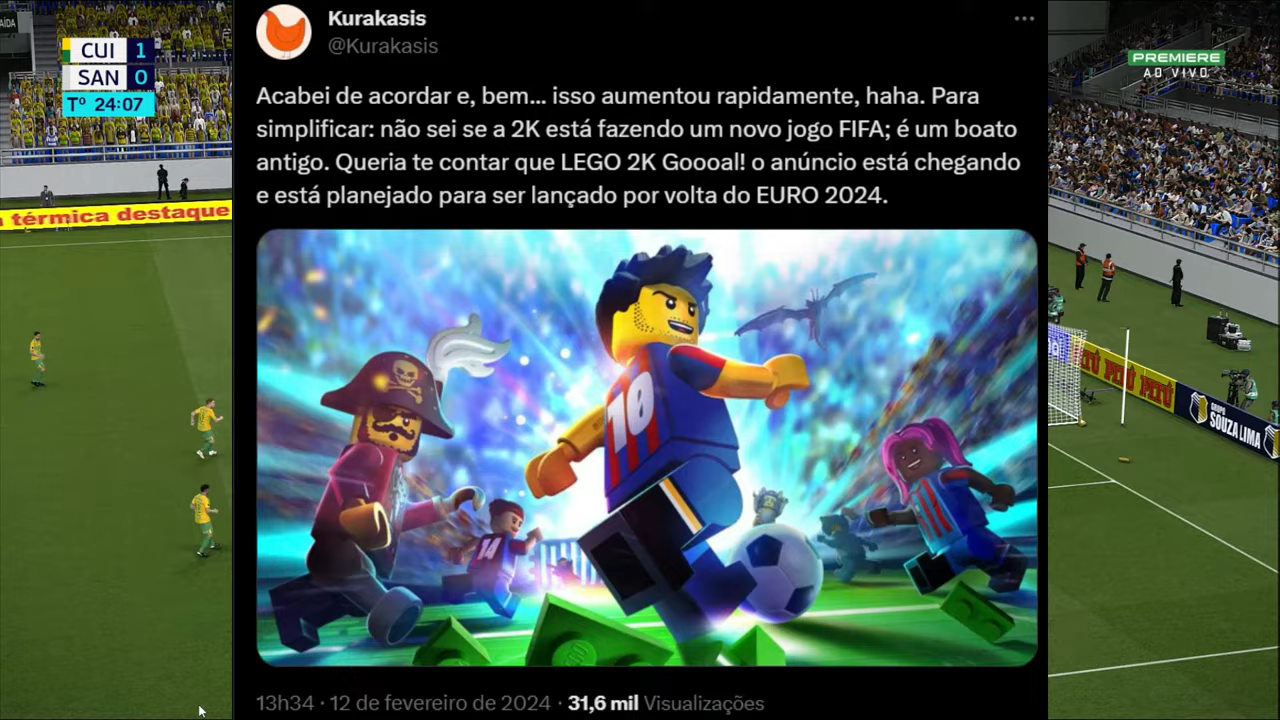 CUI 1
SAN 0
Tº 24:07
térmica destaque
Kurakasis
@Kurakasis
Acabei de acordar e, bem... isso aumentou rapidamente, haha. Para
simplificar: não sei se a 2K está fazendo um novo jogo FIFA; é um boato
antigo. Queria te contar que LEGO 2K Goooal! o anúncio está chegando
e está planejado para ser lançado por volta do EURO 2024.
10
14
13h34 · 12 de fevereiro de 2024 · 31,6 mil Visualizações
PREMIERE
AO VIVO
PITÚ PITÚ PITÚ
GRUPO
SOUZA LIMA